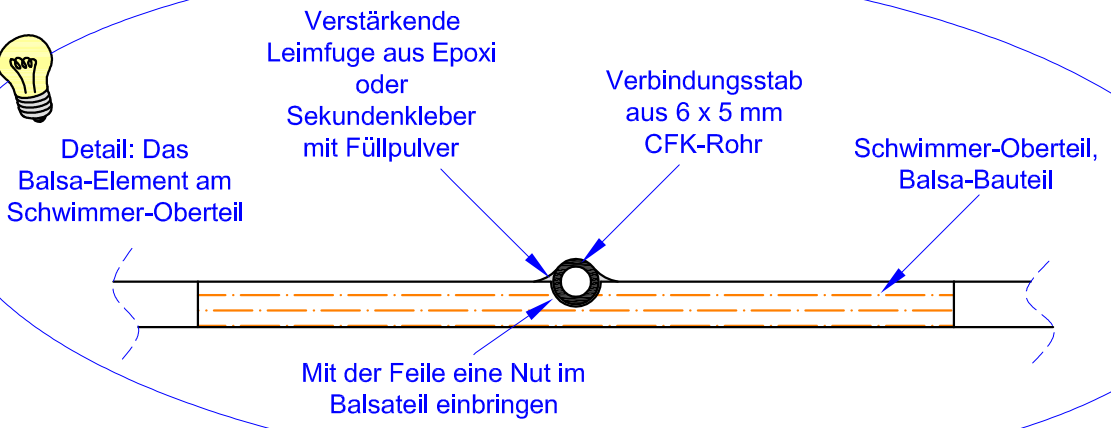 Verstärkende
Leimfuge aus Epoxi
oder
Sekundenkleber
mit Füllpulver
Verbindungsstab
aus 6 x 5 mm
CFK-Rohr
Detail: Das
Balsa-Element am
Schwimmer-Oberteil
Schwimmer-Oberteil,
Balsa-Bauteil
Mit der Feile eine Nut im
Balsateil einbringen